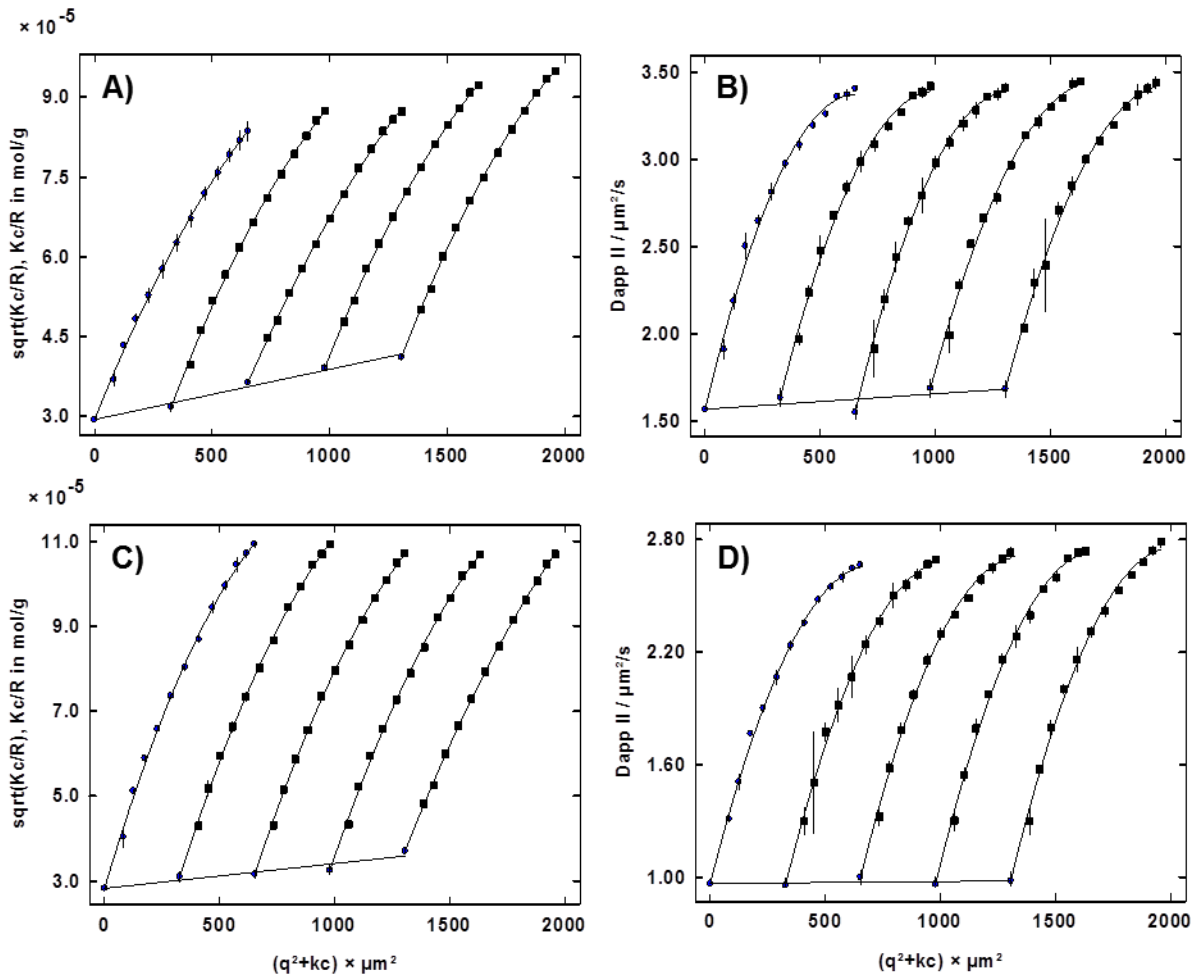 × 10⁻⁵
A)
9.0
7.5
6.0
4.5
3.0
sqrt(Kc/R), Kc/R in mol/g
0 500 1000 1500 2000
B)
3.50
3.00
2.50
2.00
1.50
Dapp II / µm²/s
0 500 1000 1500 2000
× 10⁻⁵
C)
11.0
9.0
7.0
5.0
3.0
sqrt(Kc/R), Kc/R in mol/g
0 500 1000 1500 2000
(q²+kc) × µm²
D)
2.80
2.20
1.60
1.00
Dapp II / µm²/s
0 500 1000 1500 2000
(q²+kc) × µm²